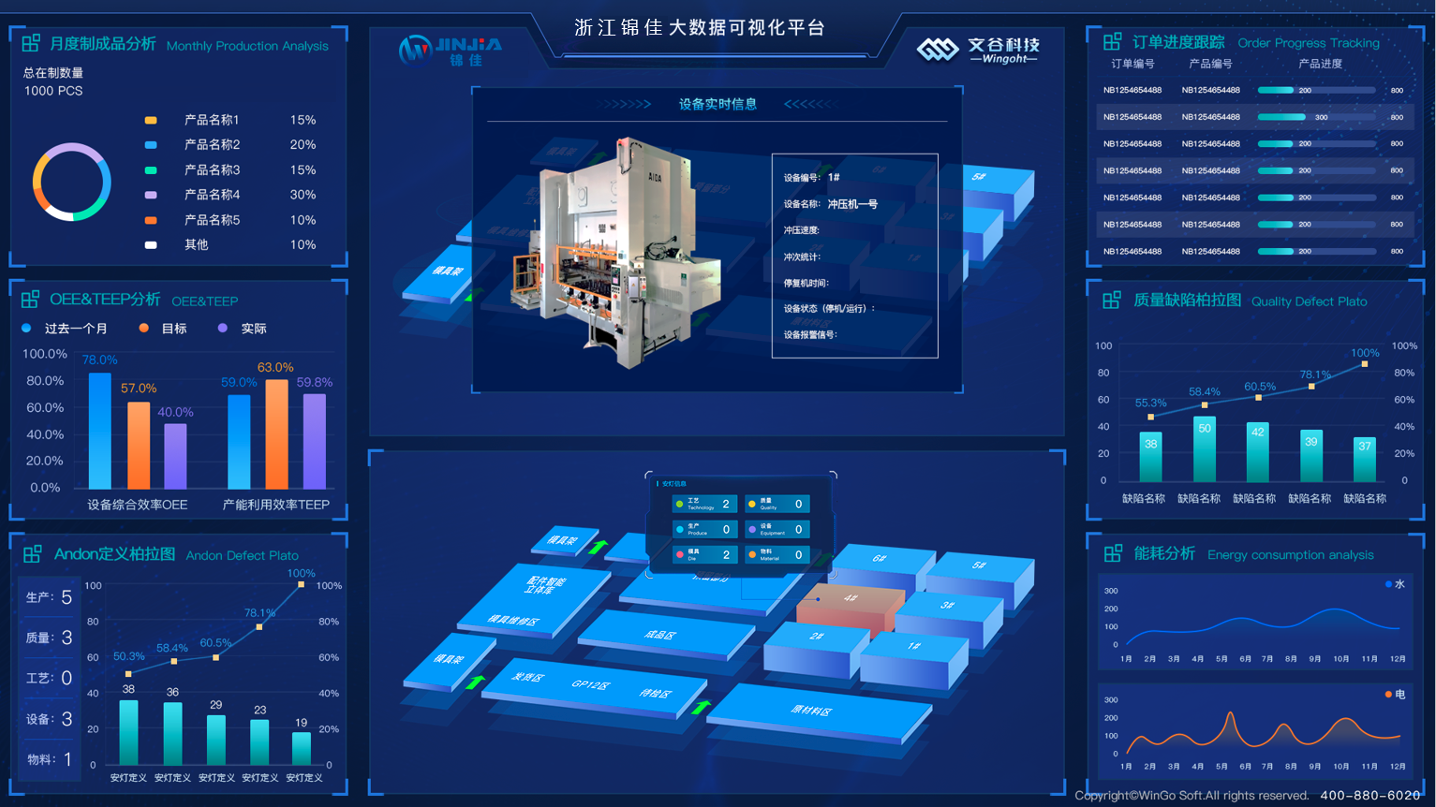 浙江锦佳大数据可视化平台
JINJIA
锦佳
文谷科技
Wingoht
月度制成品分析 Monthly Production Analysis
总在制数量
1000 PCS
产品名称1 15%
产品名称2 20%
产品名称3 15%
产品名称4 30%
产品名称5 10%
其他 10%
OEE&TEEP分析 OEE&TEEP
过去一个月 目标 实际
100.0%
80.0%
60.0%
40.0%
20.0%
0.0%
78.0% 57.0% 40.0% 59.0% 63.0% 59.8%
设备综合效率OEE 产能利用效率TEEP
Andon定义柏拉图 Andon Defect Plato
生产: 5
质量: 3
工艺: 0
设备: 3
物料: 1
100 100%
80 80%
60 60%
40 40%
20 20%
0 0
50.3% 58.4% 60.5% 78.1% 100%
38 36 29 23 19
安灯定义 安灯定义 安灯定义 安灯定义 安灯定义
设备实时信息
AIDA
设备编号: 1#
设备名称: 冲压机一号
冲压速度:
冲次统计:
停复机时间:
设备状态（停机/运行）:
设备报警信号:
5#
模具架
安灯信息
工艺 Technology 2 质量 Quality 0
生产 Produce 0 设备 Equipment 0
模具 Die 2 物料 Material 0
模具架
配件智能
立体库
模具维修区
成品区
模具架
发货区 GP12区 待检区
原材料区
6#
5#
4#
3#
2#
1#
订单进度跟踪 Order Progress Tracking
订单编号 产品编号 产品进度
NB1254654488 NB1254654488 200 800
NB1254654488 NB1254654488 300 800
NB1254654488 NB1254654488 200 800
NB1254654488 NB1254654488 200 800
NB1254654488 NB1254654488 200 800
NB1254654488 NB1254654488 200 800
NB1254654488 NB1254654488 200 800
质量缺陷柏拉图 Quality Defect Plato
100 100%
80 80%
60 60%
40 40%
20 20%
0 0
55.3% 58.4% 60.5% 78.1% 100%
38 50 42 39 37
缺陷名称 缺陷名称 缺陷名称 缺陷名称 缺陷名称
能耗分析 Energy consumption analysis
水
300
200
100
0
1月 2月 3月 4月 5月 6月 7月 8月 9月 10月 11月 12月
电
300
200
100
0
1月 2月 3月 4月 5月 6月 7月 8月 9月 10月 11月 12月
Copyright©WinGo Soft.All rights reserved. 400-880-6020